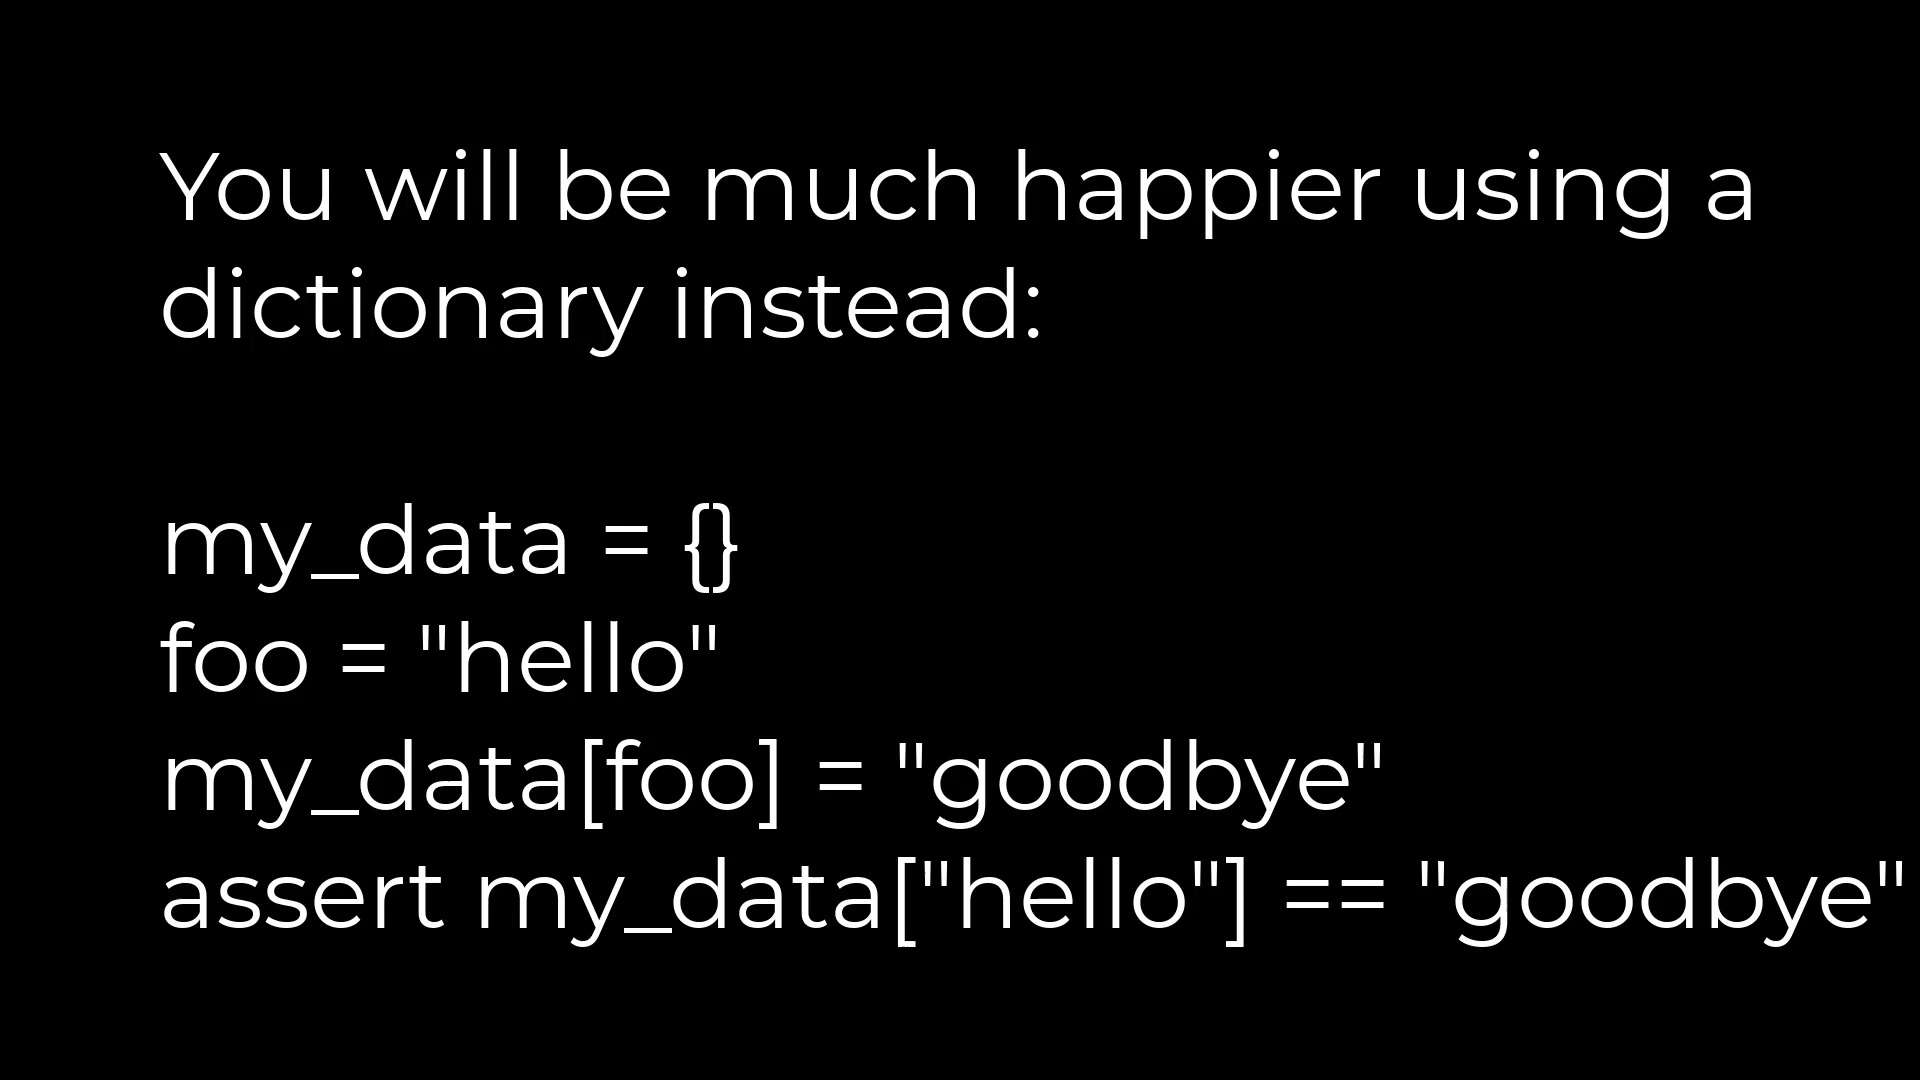 You will be much happier using a
dictionary instead:
my_data = {}
foo = "hello"
my_data[foo] = "goodbye"
assert my_data["hello"] == "goodbye"